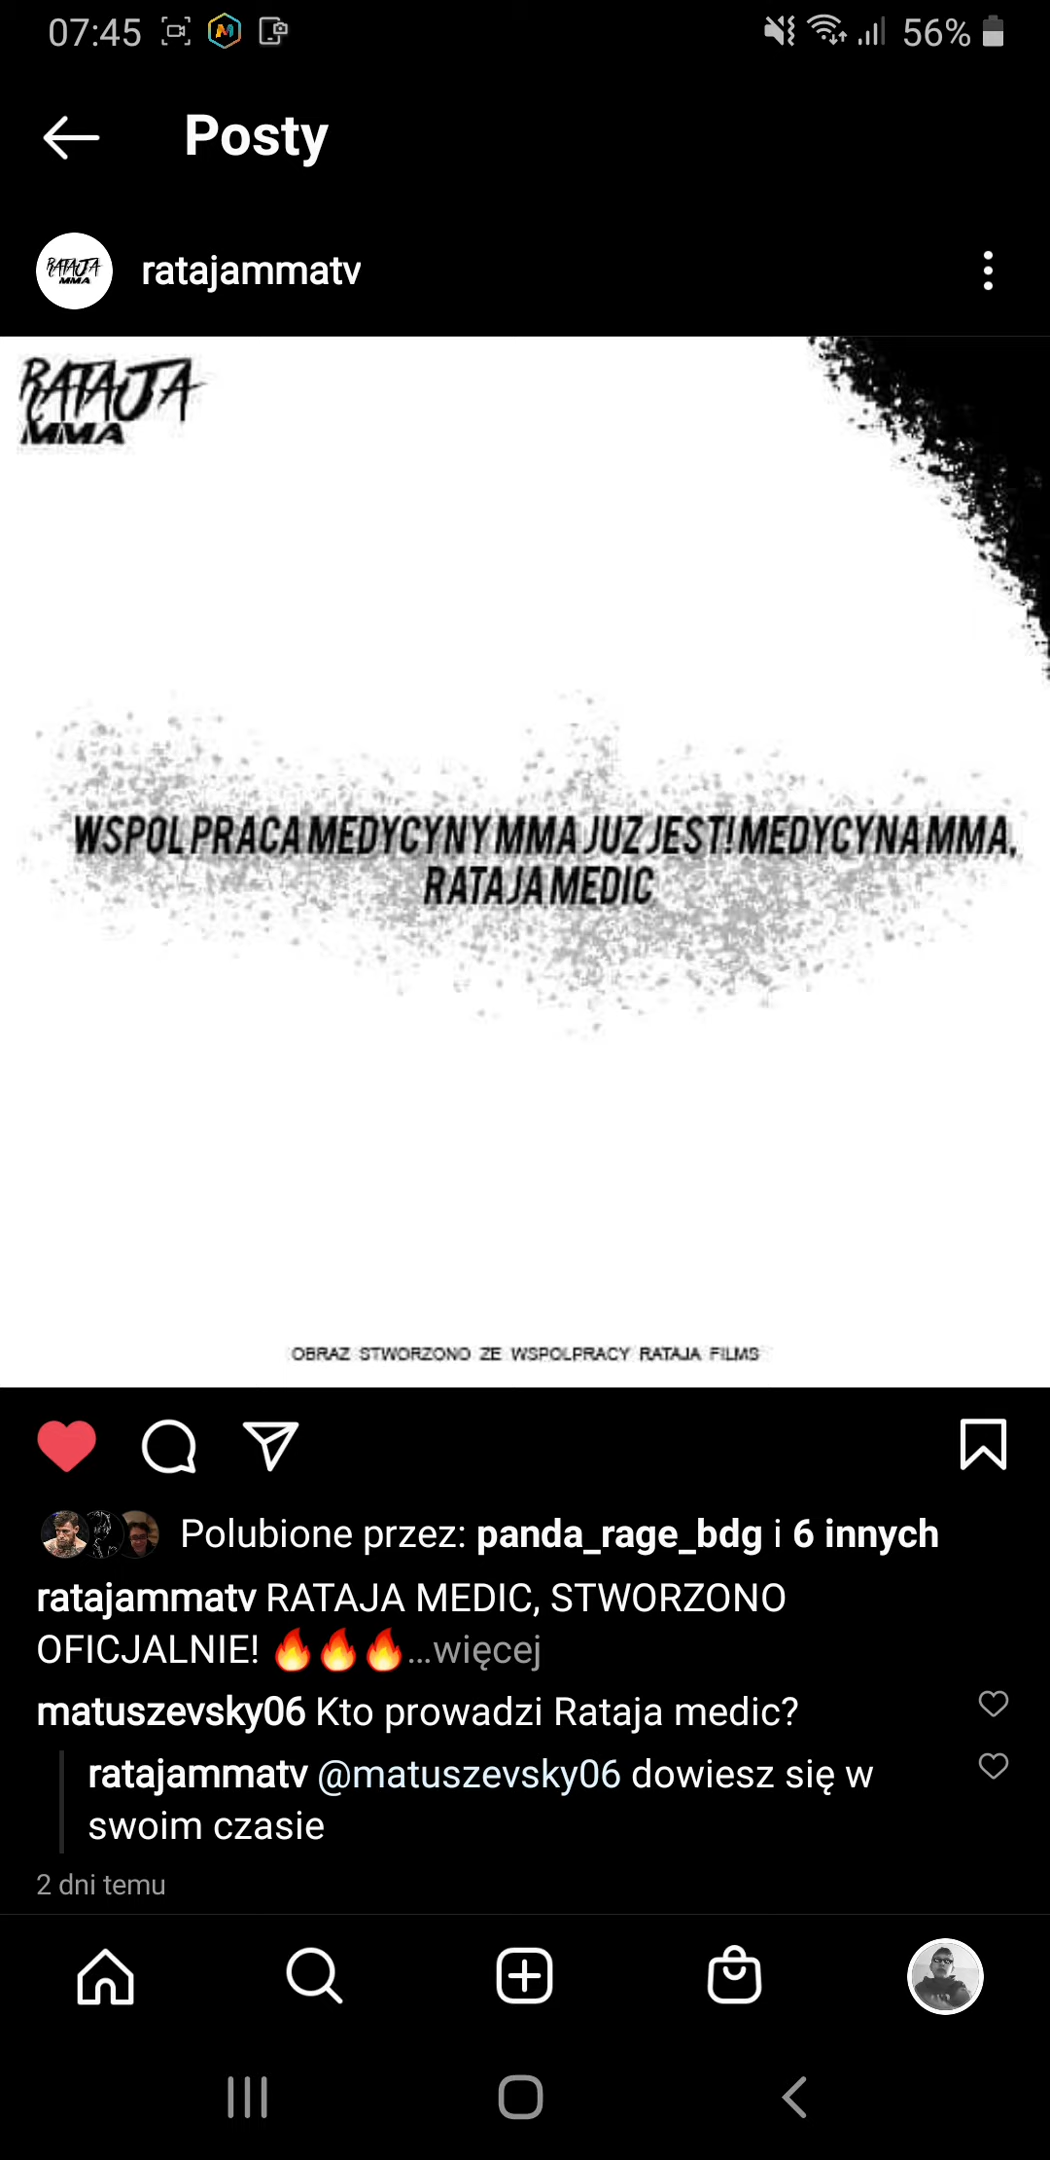 07:45
56%
Posty
RATAJA MMA
ratajammatv
RATAJA
MMA
WSPOLPRACA MEDYCYNY MMA JUZ JEST! MEDYCYNA MMA,
RATAJA MEDIC
OBRAZ STWORZONO ZE WSPOLPRACY RATAJA FILMS
Polubione przez: panda_rage_bdg i 6 innych
ratajammatv RATAJA MEDIC, STWORZONO
OFICJALNIE! 🔥🔥🔥...więcej
matuszevsky06 Kto prowadzi Rataja medic?
ratajammatv @matuszevsky06 dowiesz się w
swoim czasie
2 dni temu